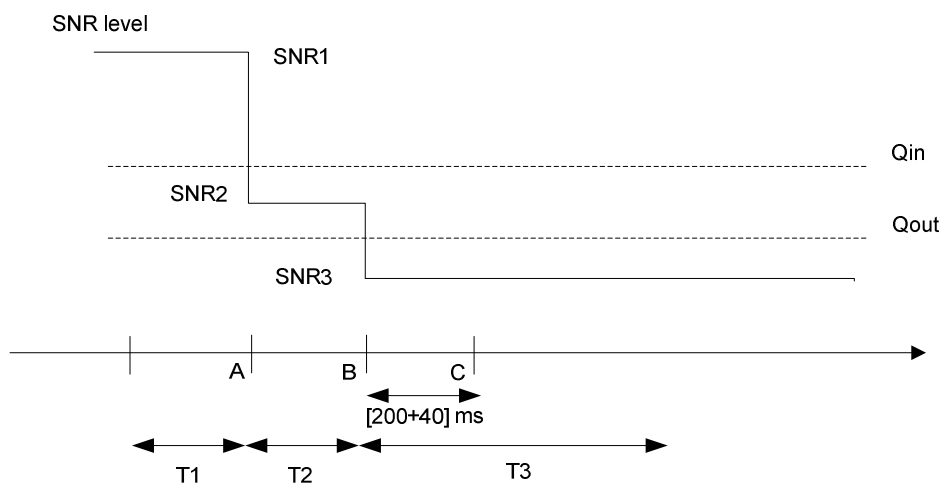 SNR level
SNR1
Qin
SNR2
Qout
SNR3
A
B
C
[200+40] ms
T1
T2
T3